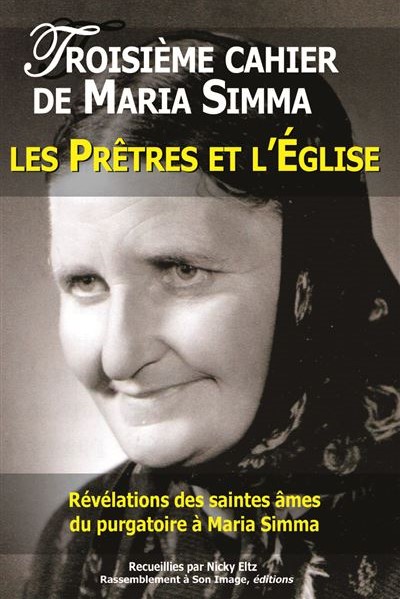 Troisième cahier
de Maria Simma
les Prêtres et l'Église
Révélations des saintes âmes
du purgatoire à Maria Simma
Recueillies par Nicky Eltz
Rassemblement à Son Image, éditions